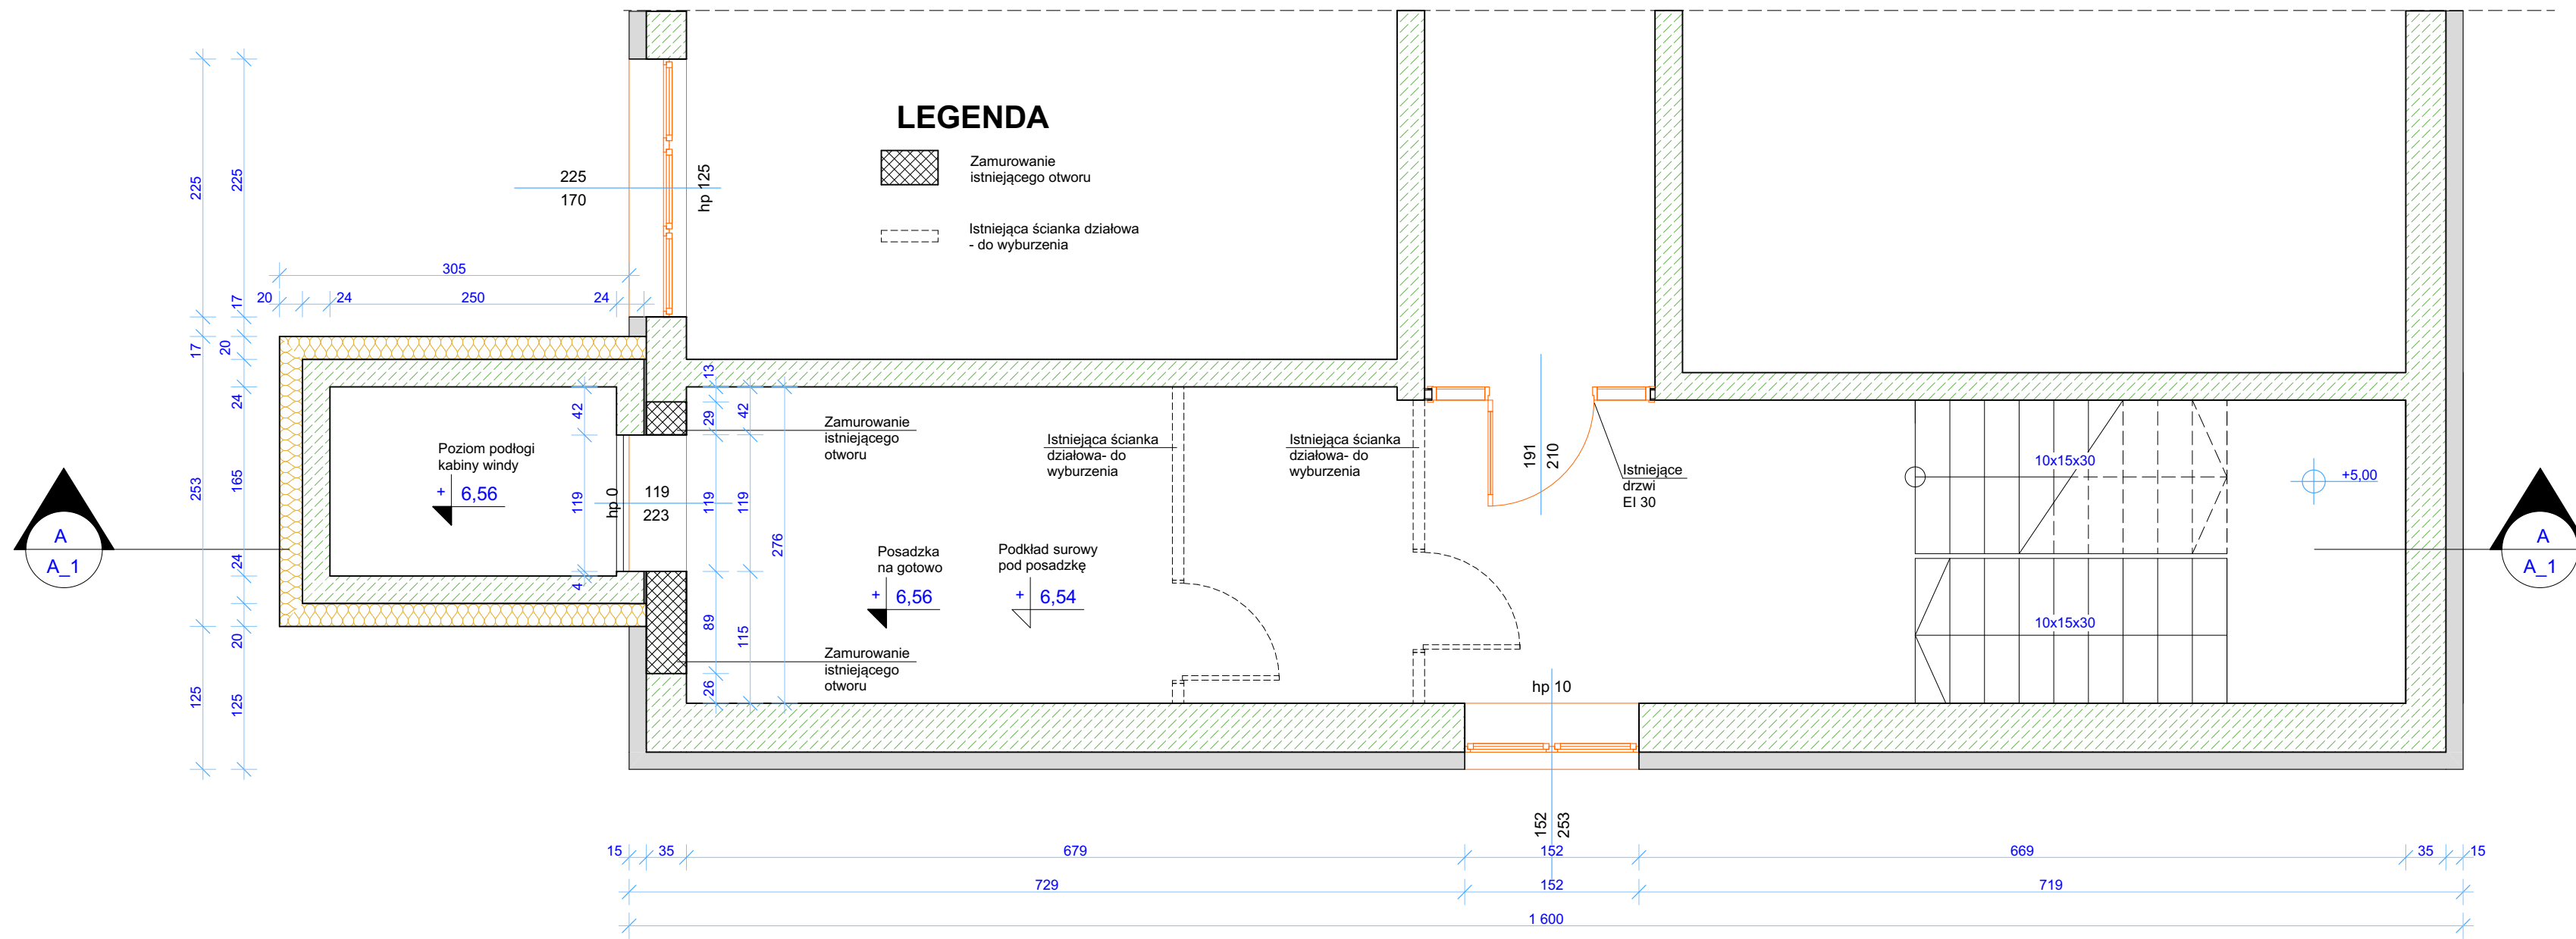 LEGENDA
Zamurowanie
istniejącego otworu
Istniejąca ścianka działowa
- do wyburzenia
225
170
hp 125
225
225
305
20
24
250
24
17
17
20
24
253
165
24
20
125
125
42
119
4
Poziom podłogi
kabiny windy
+ 6,56
hp 0
119
223
13
29
42
119
119
276
89
115
26
Zamurowanie
istniejącego
otworu
Istniejąca ścianka
działowa- do
wyburzenia
Istniejąca ścianka
działowa- do
wyburzenia
191
210
Istniejące
drzwi
EI 30
10x15x30
+5,00
A
A_1
A
A_1
Posadzka
na gotowo
+ 6,56
Podkład surowy
pod posadzkę
+ 6,54
10x15x30
Zamurowanie
istniejącego
otworu
hp 10
152
253
15
35
679
152
669
35
15
729
152
719
1 600